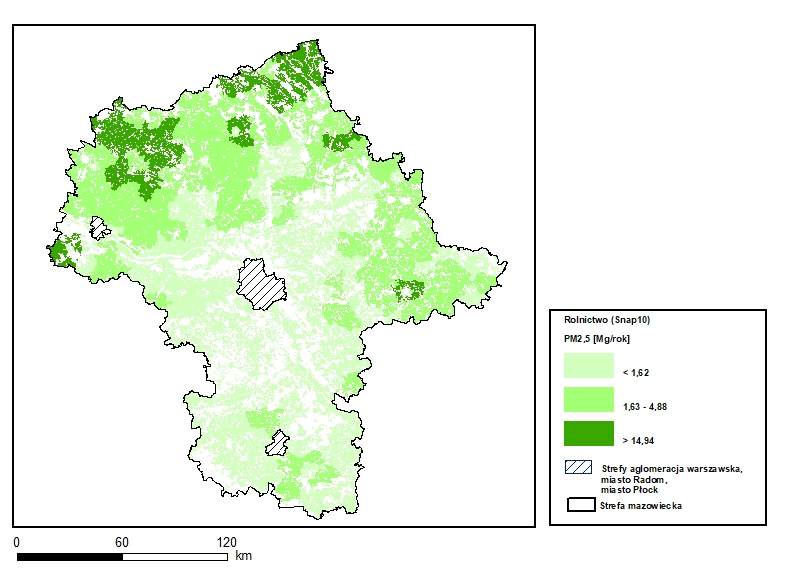 Rolnictwo (Snap10)
PM2,5 [Mg/rok]
< 1,62
1,63 - 4,88
> 14,94
Strefy aglomeracja warszawska,
miasto Radom,
miasto Płock
Strefa mazowiecka
0 60 120
km